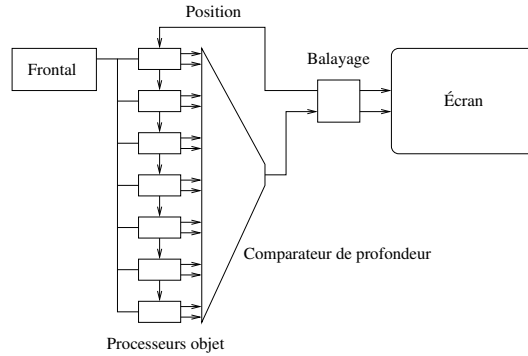 Position
Frontal
Balayage
Écran
Comparateur de profondeur
Processeurs objet